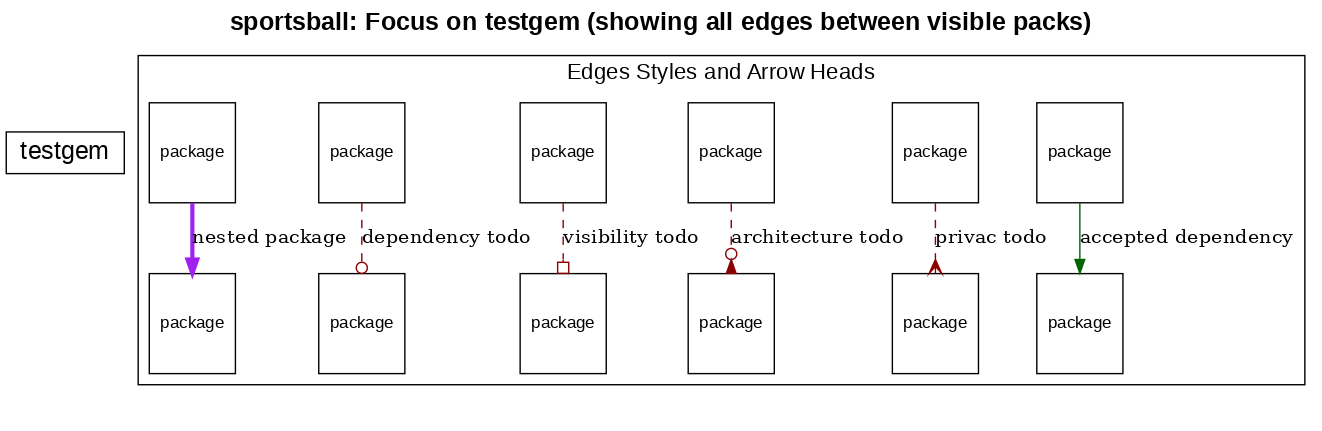 sportsball: Focus on testgem (showing all edges between visible packs)
Edges Styles and Arrow Heads
testgem
package package package package package package
nested package dependency todo visibility todo architecture todo privac todo accepted dependency
package package package package package package